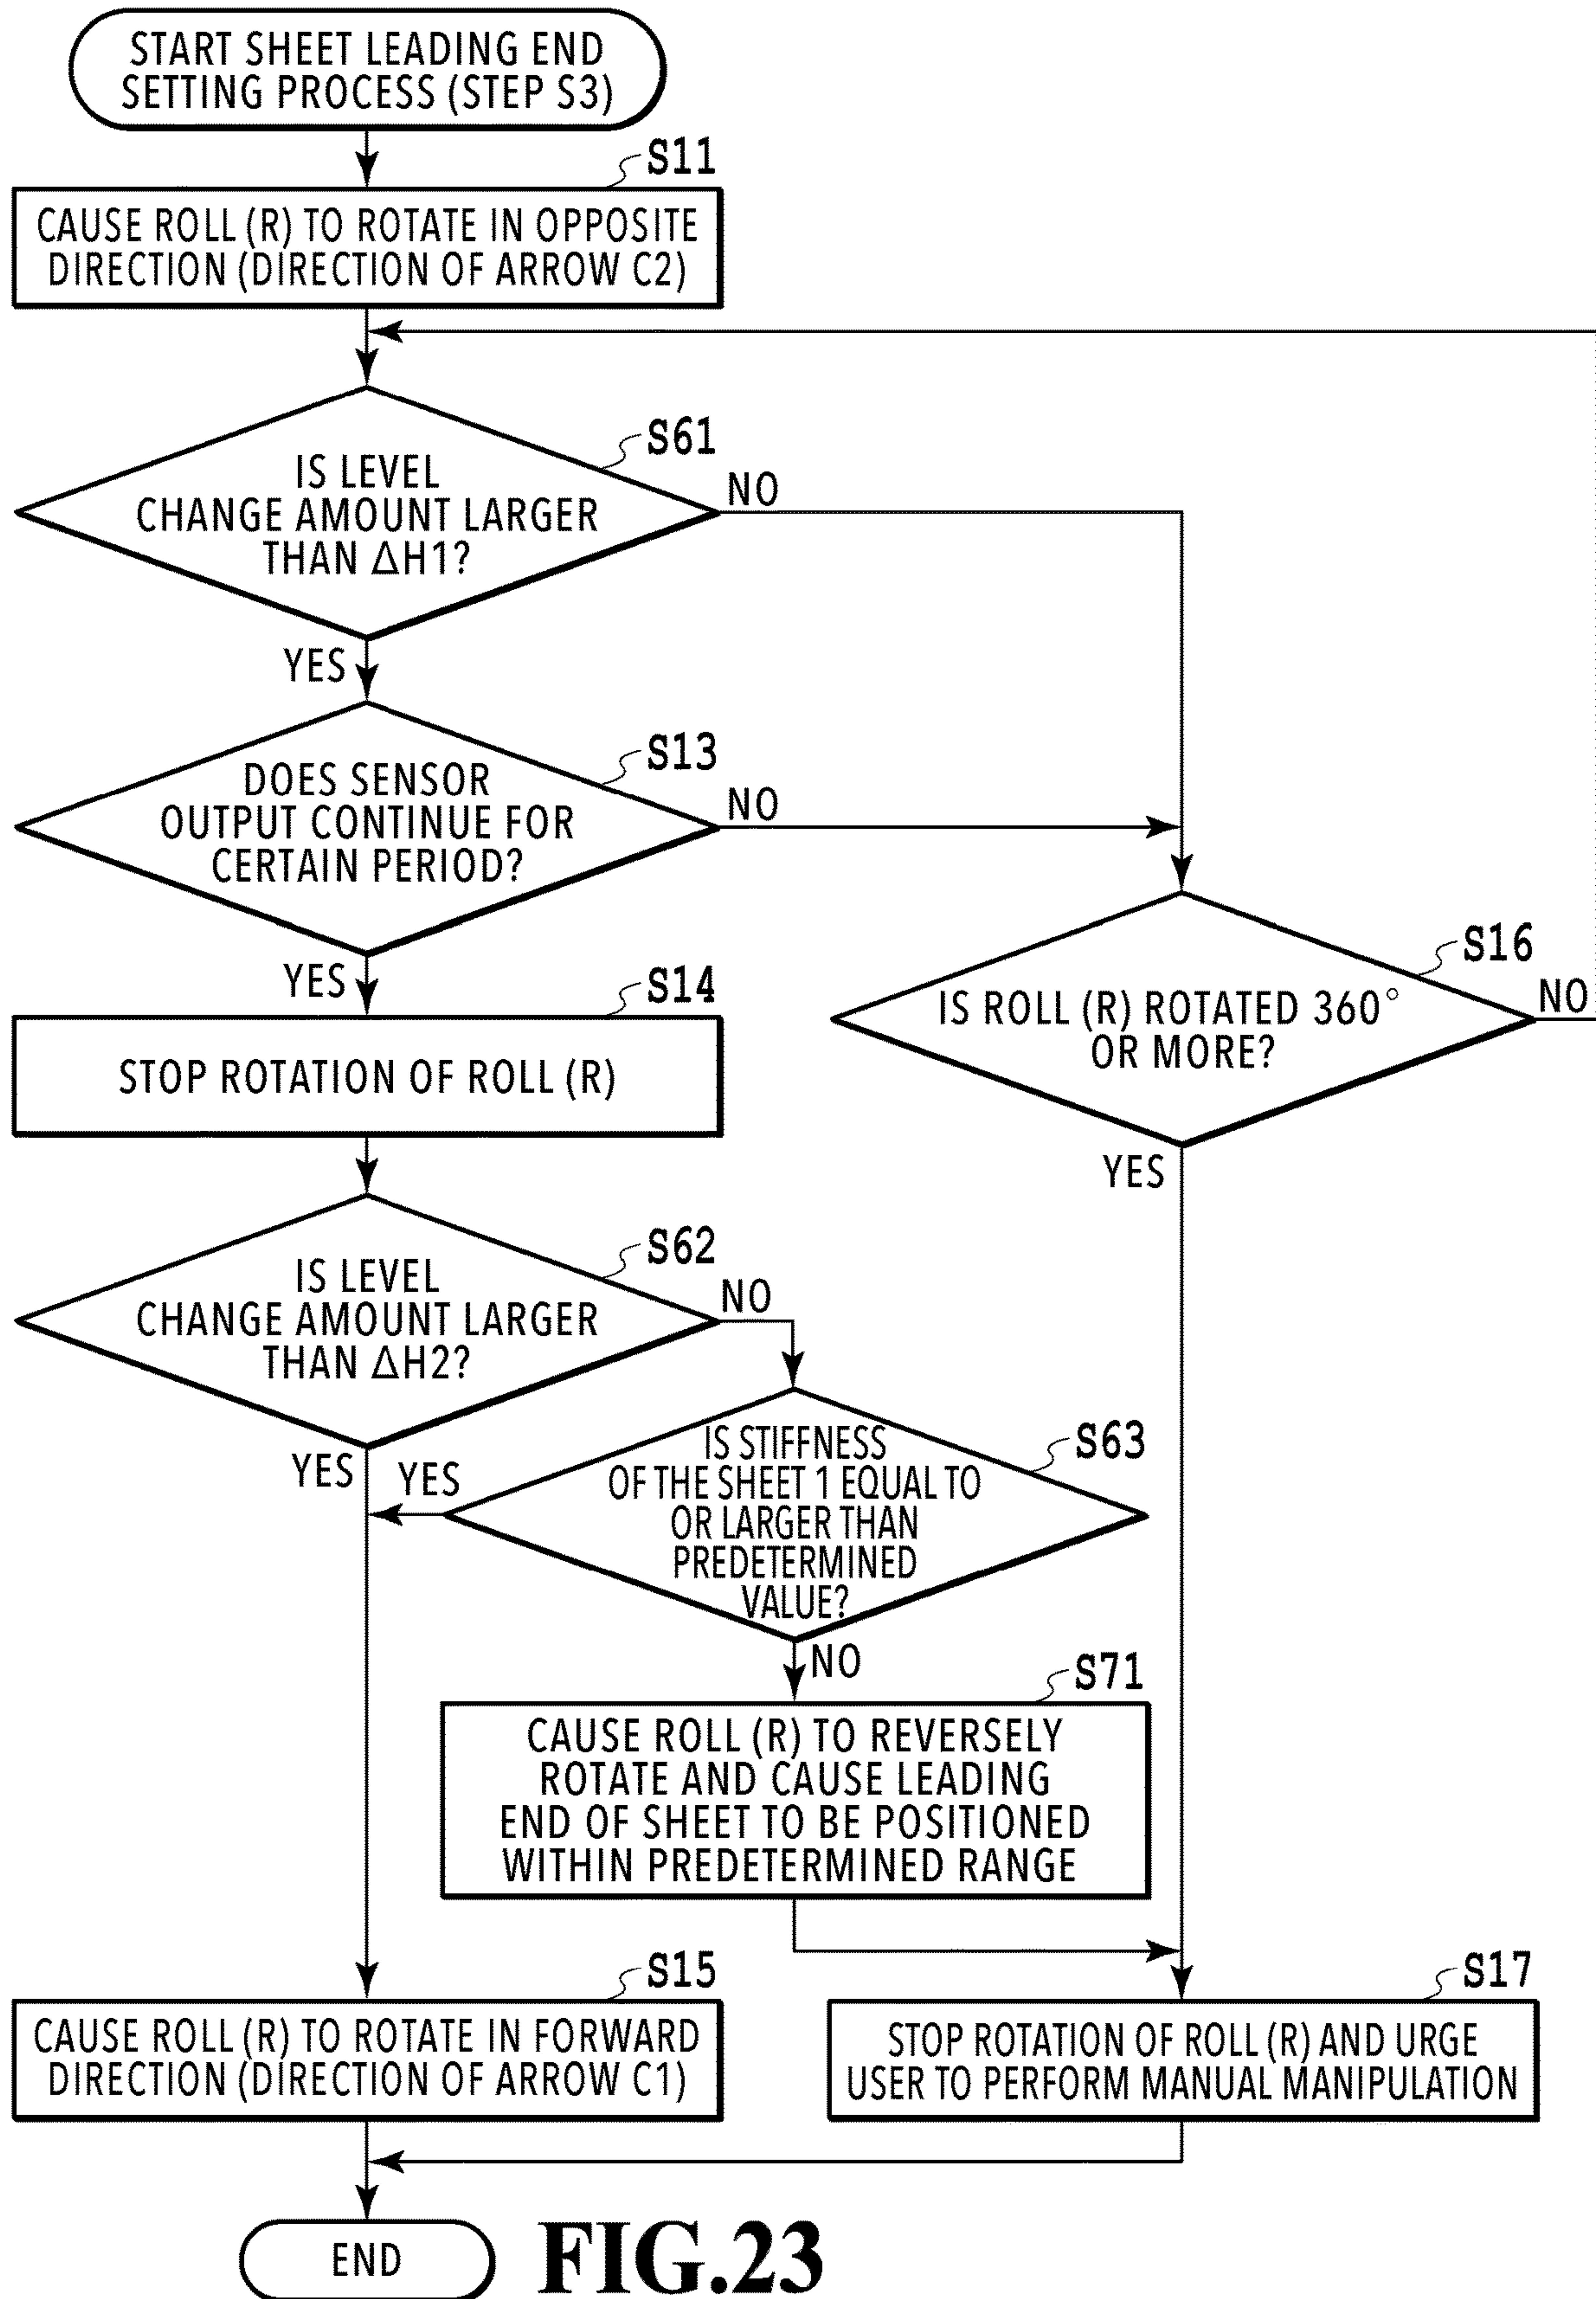 START SHEET LEADING END
SETTING PROCESS (STEP S3)
S11
CAUSE ROLL (R) TO ROTATE IN OPPOSITE
DIRECTION (DIRECTION OF ARROW C2)
S61
IS LEVEL
CHANGE AMOUNT LARGER
THAN ΔH1?
NO
YES
S13
DOES SENSOR
OUTPUT CONTINUE FOR
CERTAIN PERIOD?
NO
YES
S16
IS ROLL (R) ROTATED 360°
OR MORE?
NO
YES
S14
STOP ROTATION OF ROLL (R)
S62
IS LEVEL
CHANGE AMOUNT LARGER
THAN ΔH2?
NO
YES
S63
IS STIFFNESS
OF THE SHEET 1 EQUAL TO
OR LARGER THAN
PREDETERMINED
VALUE?
YES
NO
S71
CAUSE ROLL (R) TO REVERSELY
ROTATE AND CAUSE LEADING
END OF SHEET TO BE POSITIONED
WITHIN PREDETERMINED RANGE
S15
CAUSE ROLL (R) TO ROTATE IN FORWARD
DIRECTION (DIRECTION OF ARROW C1)
S17
STOP ROTATION OF ROLL (R) AND URGE
USER TO PERFORM MANUAL MANIPULATION
END
FIG.23